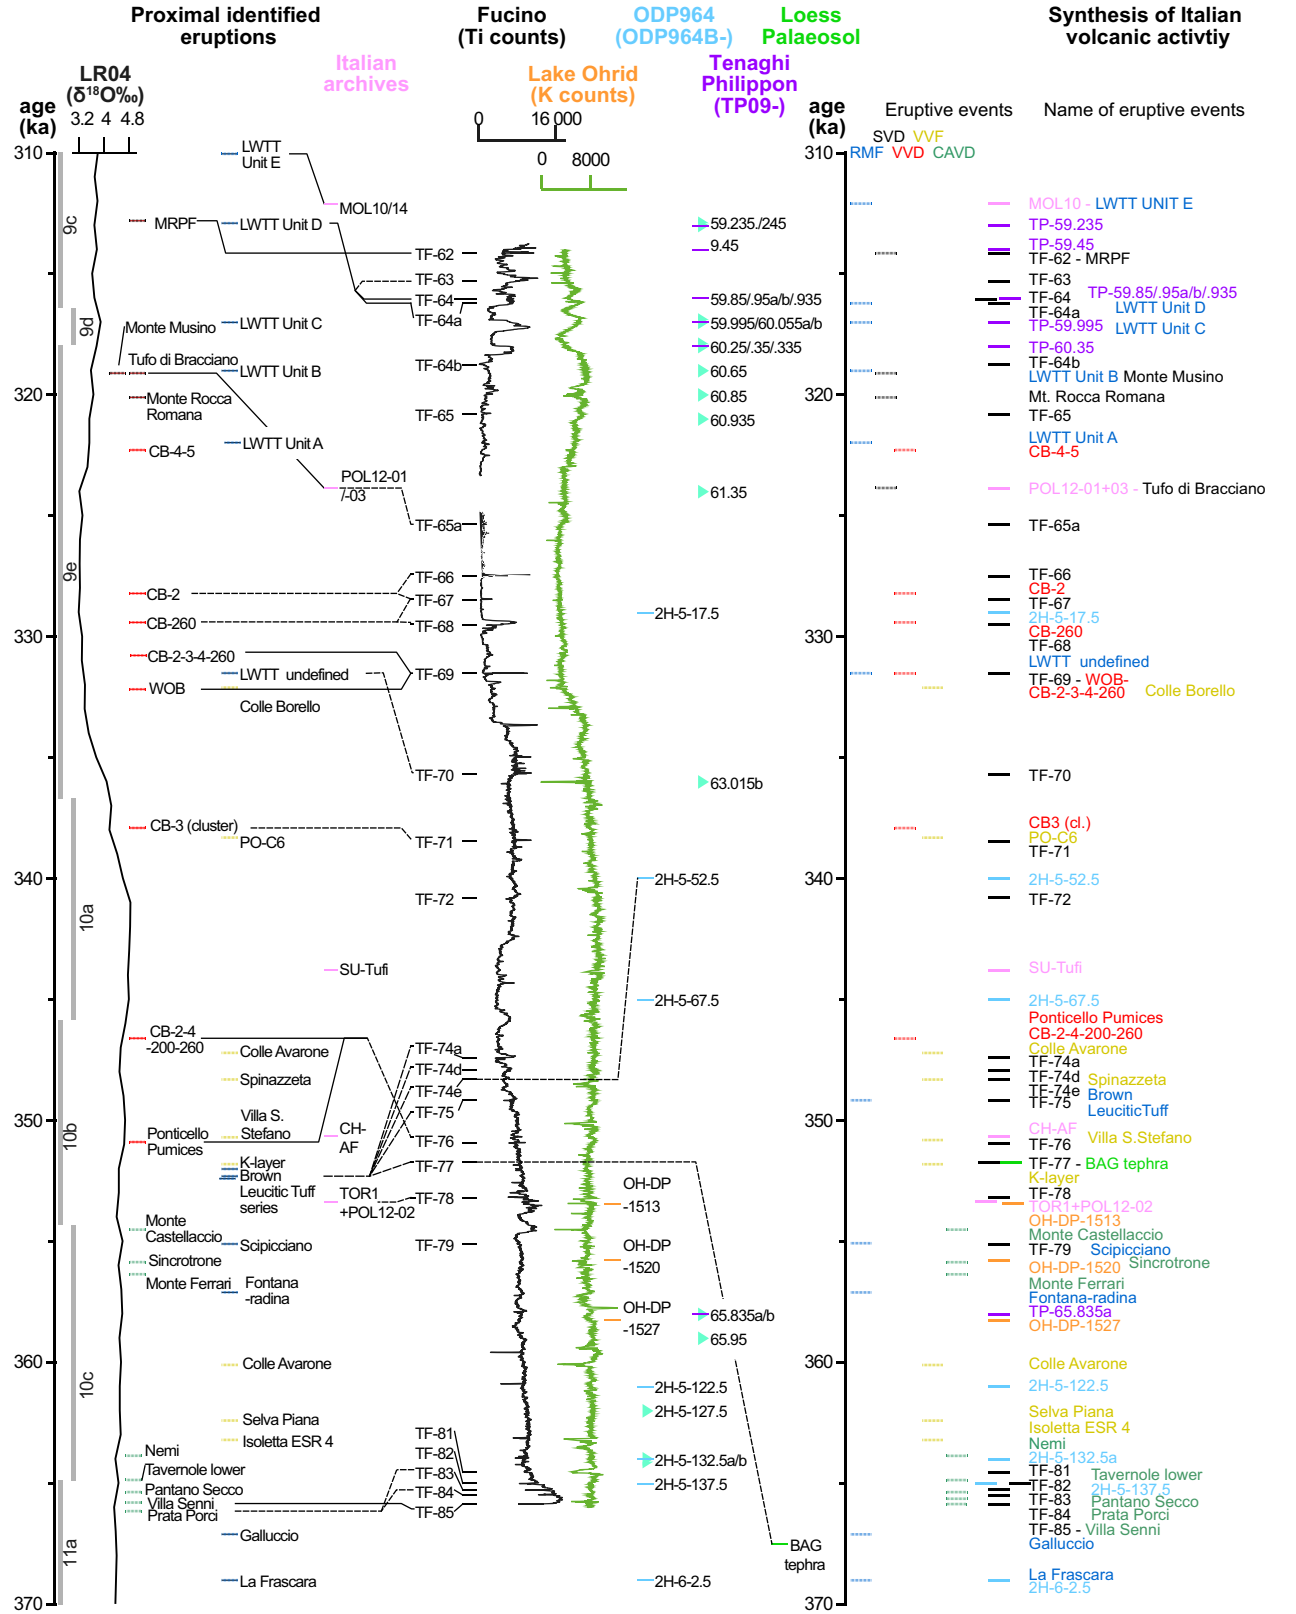 Proximal identified
eruptions
Fucino
(Ti counts)
ODP964
(ODP964B-)
Loess
Palaeosol
Synthesis of Italian
volcanic activtiy
Italian
archives
Lake Ohrid
(K counts)
Tenaghi
Philippon
(TP09-)
LR04
(δ¹⁸O‰)
age
(ka)
3.2 4 4.8
0 16 000
0 8000
age
(ka)
Eruptive events
Name of eruptive events
SVD VVF
RMF VVD CAVD
310
320
330
340
350
360
370
9c
9d
9e
10a
10b
10c
11a
LWTT
Unit E
MOL10/14
MRPF
LWTT Unit D
Monte Musino
LWTT Unit C
Tufo di Bracciano
LWTT Unit B
Monte Rocca
Romana
CB-4-5
LWTT Unit A
POL12-01
/-03
CB-2
CB-260
CB-2-3-4-260
LWTT undefined
WOB
Colle Borello
CB-3 (cluster)
PO-C6
SU-Tufi
CB-2-4
-200-260
Colle Avarone
Spinazzeta
Villa S.
Stefano
CH-
AF
Ponticello
Pumices
K-layer
Brown
Leucitic Tuff
series
TOR1
+POL12-02
Monte
Castellaccio
Scipicciano
Sincrotrone
Monte Ferrari
Fontana
-radina
Colle Avarone
Selva Piana
Isoletta ESR 4
Nemi
Tavernole lower
Pantano Secco
Villa Senni
Prata Porci
Galluccio
La Frascara
TF-62
TF-63
TF-64
TF-64a
TF-64b
TF-65
TF-65a
TF-66
TF-67
TF-68
TF-69
TF-70
TF-71
TF-72
TF-74a
TF-74d
TF-74e
TF-75
TF-76
TF-77
TF-78
TF-79
TF-81
TF-82
TF-83
TF-84
TF-85
OH-DP
-1513
OH-DP
-1520
OH-DP
-1527
2H-5-17.5
2H-5-52.5
2H-5-67.5
2H-5-122.5
2H-5-127.5
2H-5-132.5a/b
2H-5-137.5
2H-6-2.5
59.235./245
9.45
59.85/.95a/b/.935
59.995/60.055a/b
60.25/.35/.335
60.65
60.85
60.935
61.35
63.015b
65.835a/b
65.95
BAG
tephra
310
320
330
340
350
360
370
MOL10 - LWTT UNIT E
TP-59.235
TP-59.45
TF-62 - MRPF
TF-63
TF-64 TP-59.85/.95a/b/.935
TF-64a LWTT Unit D
TP-59.995 LWTT Unit C
TP-60.35
TF-64b
LWTT Unit B Monte Musino
Mt. Rocca Romana
TF-65
LWTT Unit A
CB-4-5
POL12-01+03 - Tufo di Bracciano
TF-65a
TF-66
CB-2
TF-67
2H-5-17.5
CB-260
TF-68
LWTT undefined
TF-69 - WOB-
CB-2-3-4-260 Colle Borello
TF-70
CB3 (cl.)
PO-C6
TF-71
2H-5-52.5
TF-72
SU-Tufi
2H-5-67.5
Ponticello Pumices
CB-2-4-200-260
Colle Avarone
TF-74a
TF-74d Spinazzeta
TF-74e Brown
TF-75 LeuciticTuff
CH-AF
TF-76 Villa S.Stefano
TF-77 - BAG tephra
K-layer
TF-78
TOR1+POL12-02
OH-DP-1513
Monte Castellaccio
TF-79 Scipicciano
OH-DP-1520 Sincrotrone
Monte Ferrari
Fontana-radina
TP-65.835a
OH-DP-1527
Colle Avarone
2H-5-122.5
Selva Piana
Isoletta ESR 4
Nemi
2H-5-132.5a
TF-81 Tavernole lower
TF-82 2H-5-137.5
TF-83 Pantano Secco
TF-84 Prata Porci
TF-85 - Villa Senni
Galluccio
La Frascara
2H-6-2.5